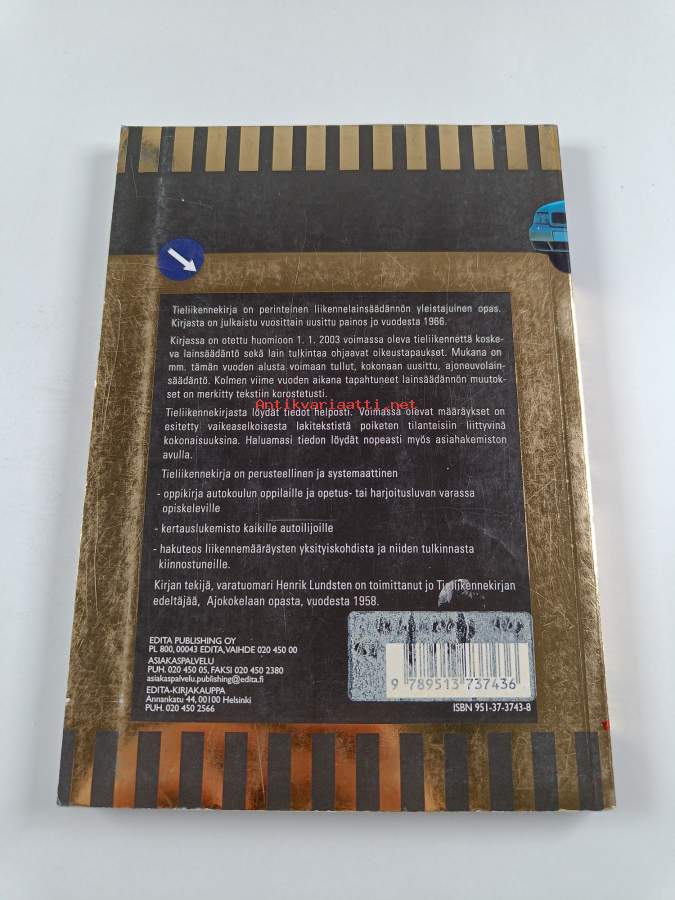 Tieliikennekirja on perinteinen liikennelainsäädännön yleistajuinen opas.
Kirjasta on julkaistu vuosittain uusittu painos jo vuodesta 1966.
Kirjassa on otettu huomioon 1. 1. 2003 voimassa oleva tieliikennettä koske-
va lainsäädäntö sekä lain tulkintaa ohjaavat oikeustapaukset. Mukana on
mm. tämän vuoden alusta voimaan tullut, kokonaan uusittu, ajoneuvolain-
säädäntö. Kolmen viime vuoden aikana tapahtuneet lainsäädännön muutok-
set on merkitty tekstiin korostetusti.
Antikvariaatti.net
Tieliikennekirjasta löydät tiedot helposti. Voimassa olevat määräykset on
esitetty vaikeaselkoisesta lakitekstistä poiketen tilanteisiin liittyvinä
kokonaisuuksina. Haluamasi tiedon löydät nopeasti myös asiahakemiston
avulla.
Tieliikennekirja on perusteellinen ja systemaattinen
- oppikirja autokoulun oppilaille ja opetus- tai harjoitusluvan varassa
opiskeleville
- kertauslukemisto kaikille autoilijoille
- hakuteos liikennemääräysten yksityiskohdista ja niiden tulkinnasta
kiinnostuneille.
Kirjan tekijä, varatuomari Henrik Lundsten on toimittanut jo Tieliikennekirjan
edeltäjää, Ajokokelaan opasta, vuodesta 1958.
EDITA PUBLISHING OY
PL 800, 00043 EDITA, VAIHDE 020 450 00
ASIAKASPALVELU
PUH. 020 450 05, FAKSI 020 450 2380
asiakaspalvelu.publishing@edita.fi
EDITA-KIRJAKAUPPA
Annankatu 44, 00100 Helsinki
PUH. 020 450 2566
9 789513 737436
ISBN 951-37-3743-8